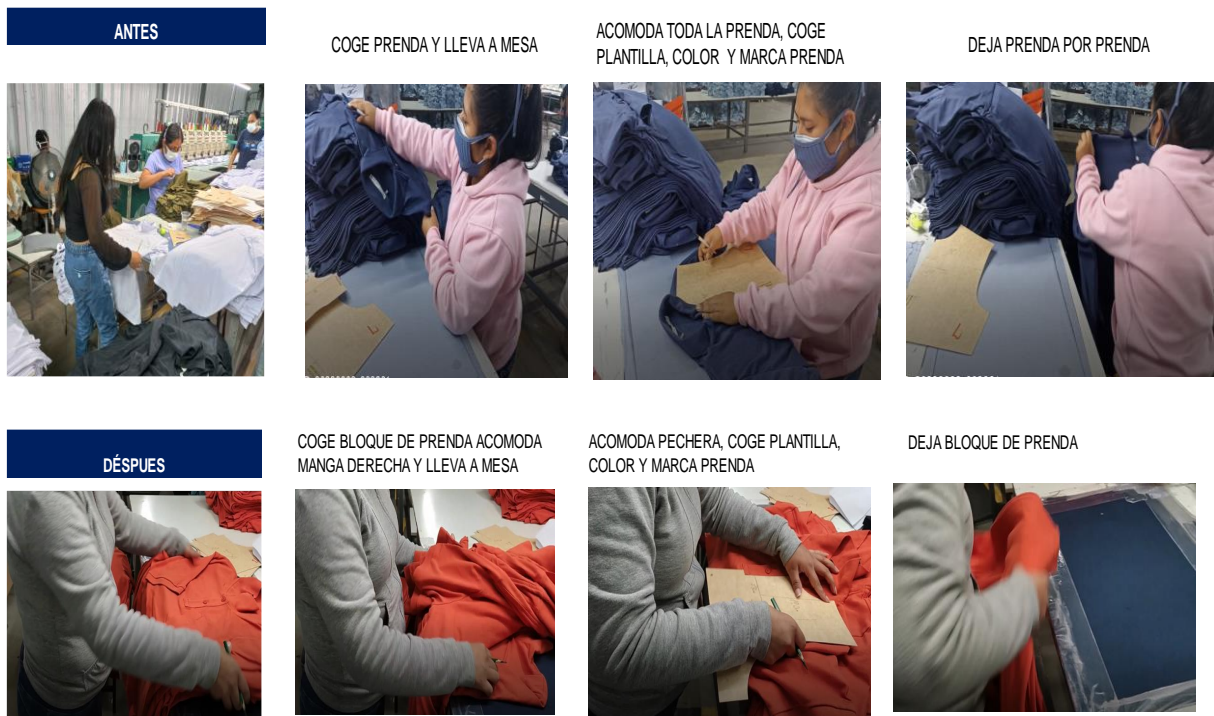 ANTES
COGE PRENDA Y LLEVA A MESA
ACOMODA TODA LA PRENDA, COGE
PLANTILLA, COLOR Y MARCA PRENDA
DEJA PRENDA POR PRENDA
DÉSPUES
COGE BLOQUE DE PRENDA ACOMODA
MANGA DERECHA Y LLEVA A MESA
ACOMODA PECHERA, COGE PLANTILLA,
COLOR Y MARCA PRENDA
DEJA BLOQUE DE PRENDA